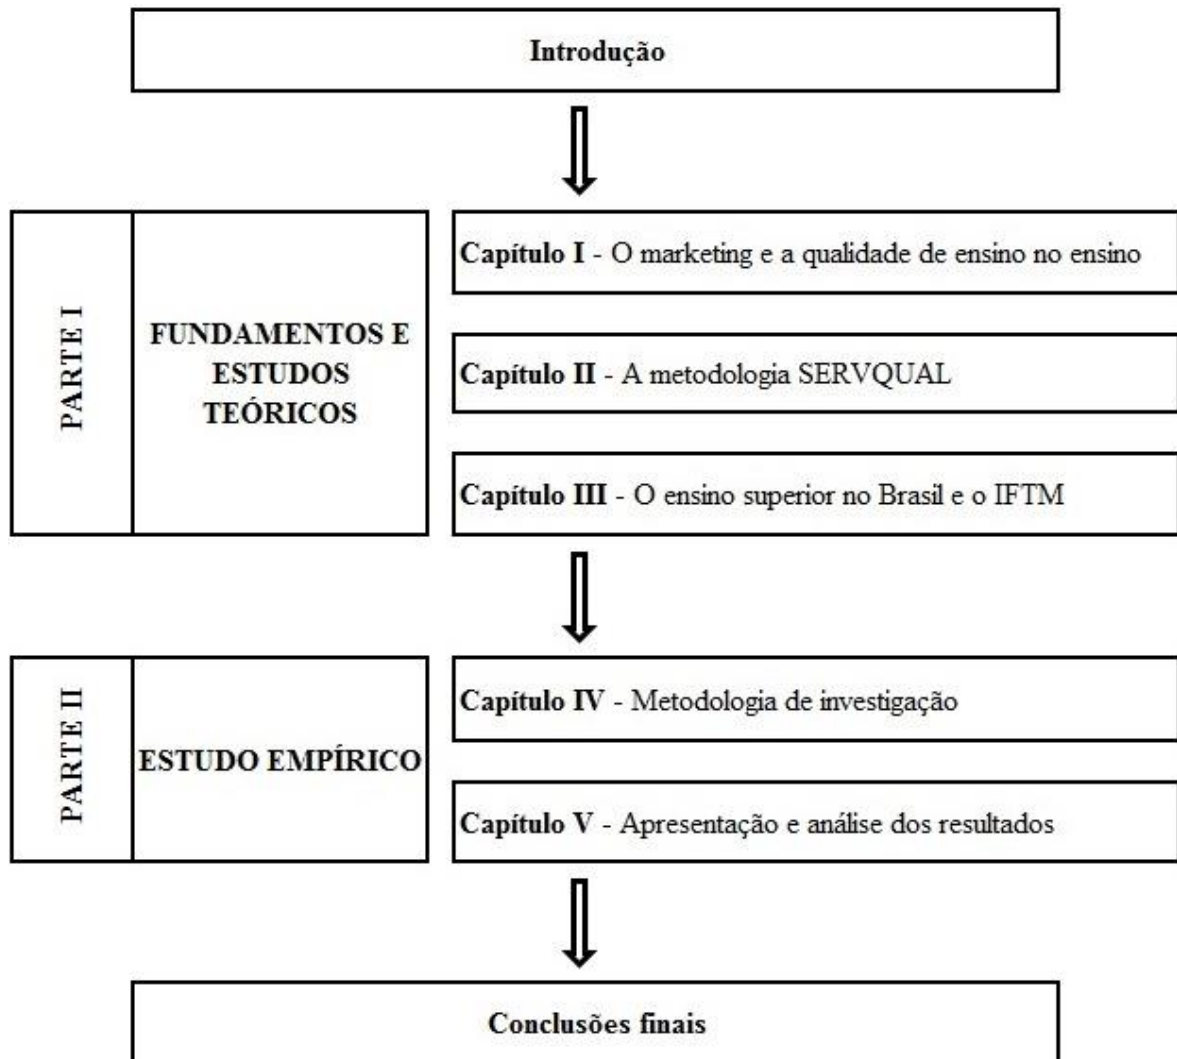 Introdução
PARTE I
FUNDAMENTOS E
ESTUDOS
TEÓRICOS
Capítulo I - O marketing e a qualidade de ensino no ensino
Capítulo II - A metodologia SERVQUAL
Capítulo III - O ensino superior no Brasil e o IFTM
PARTE II
ESTUDO EMPÍRICO
Capítulo IV - Metodologia de investigação
Capítulo V - Apresentação e análise dos resultados
Conclusões finais